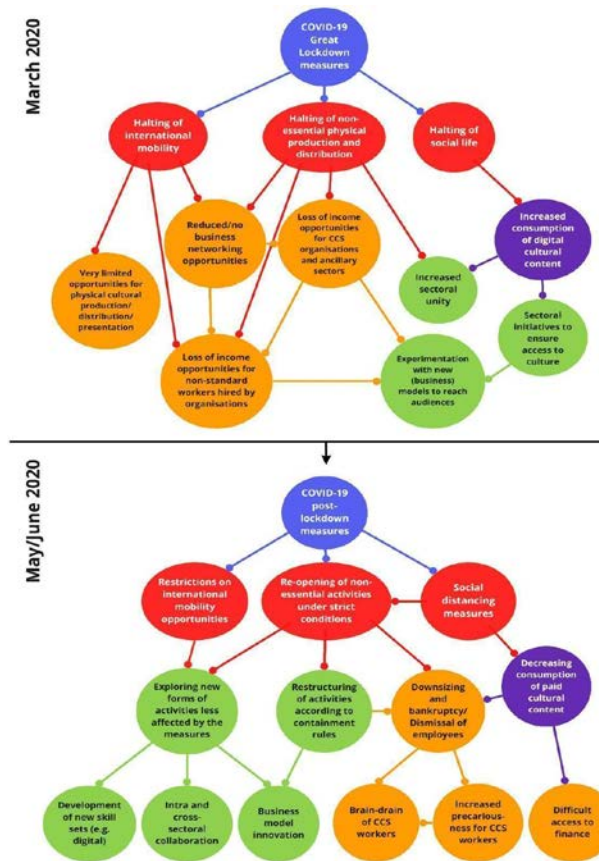 March 2020
COVID-19
Great
Lockdown
measures
Halting of
international
mobility
Halting of non-
essential physical
production and
distribution
Halting of
social life
Reduced/no
business
networking
opportunities
Loss of income
opportunities
for CCS
organisations
and ancillary
sectors
Increased
consumption
of digital
cultural
content
Very limited
opportunities for
physical cultural
production/
distribution/
presentation
Increased
sectoral
unity
Sectoral
initiatives to
ensure
access to
culture
Loss of income
opportunities for
non-standard
workers hired by
organisations
Experimentation
with new
(business)
models to reach
audiences
May/June 2020
COVID-19
post-
lockdown
measures
Restrictions on
international
mobility
opportunities
Re-opening of non-
essential activities
under strict
conditions
Social
distancing
measures
Exploring new
forms of
activities less
affected by the
measures
Restructuring
of activities
according to
containment
rules
Downsizing
and
bankruptcy/
Dismissal of
employees
Decreasing
consumption
of paid
cultural
content
Development
of new skill
sets (e.g.
digital)
Intra and
cross-
sectoral
collaboration
Business
model
innovation
Brain-drain
of CCS
workers
Increased
precarious-
ness for CCS
workers
Difficult
access to
finance